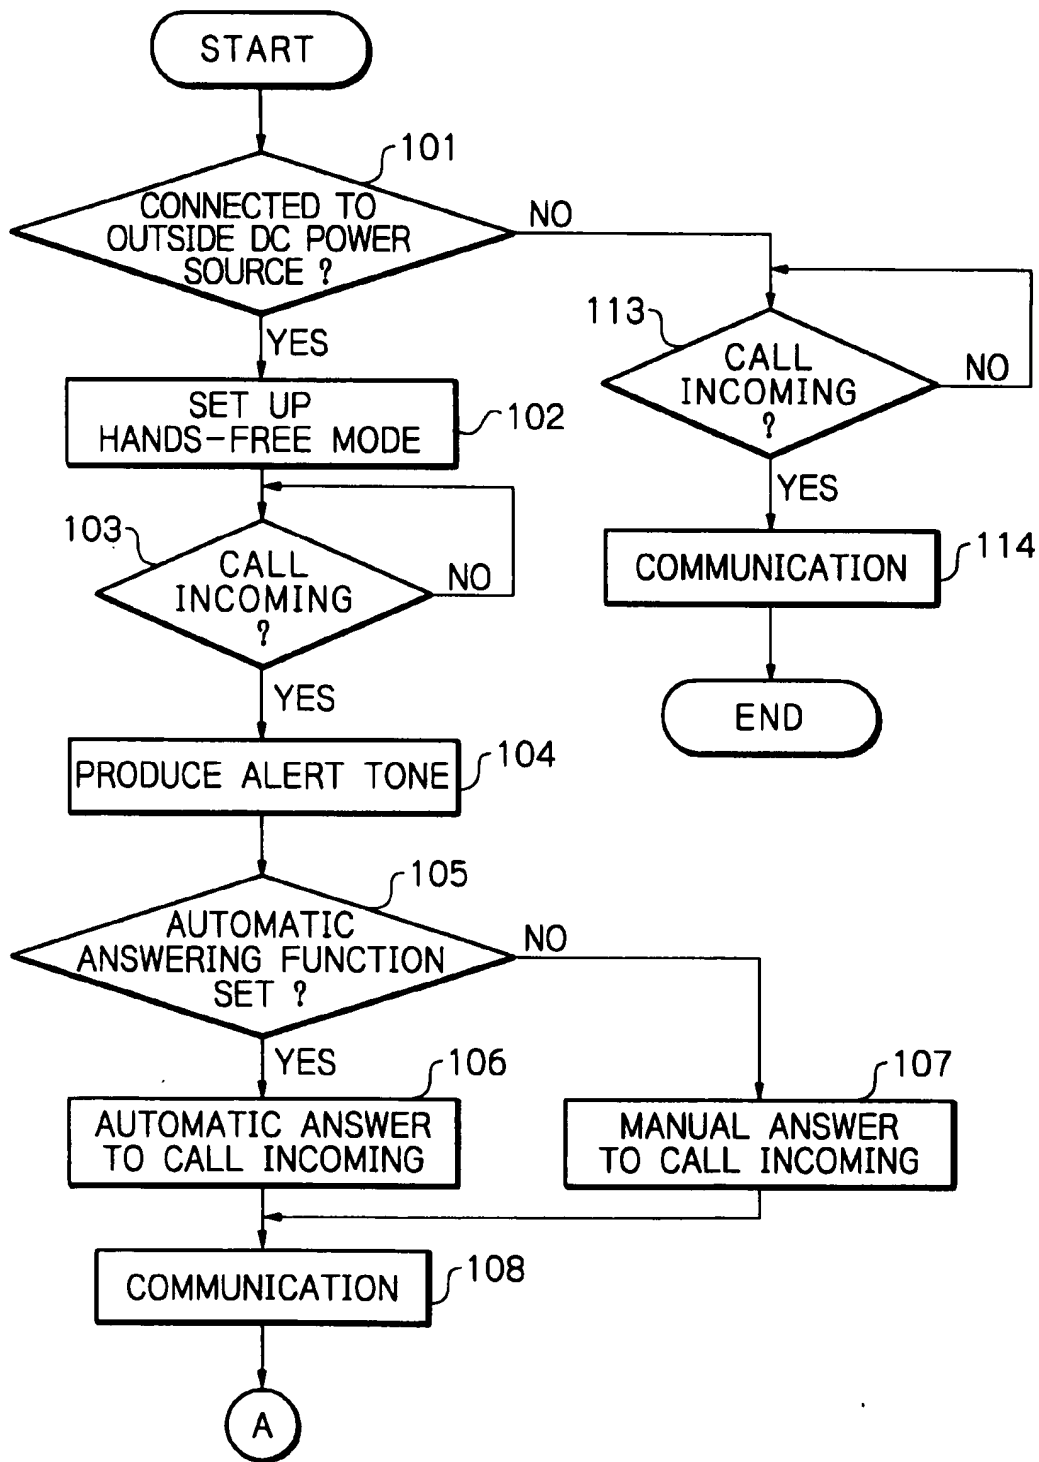 START
101
CONNECTED TO
OUTSIDE DC POWER
SOURCE ?
NO
YES
113
CALL
INCOMING
?
NO
SET UP
HANDS-FREE MODE
102
YES
103
CALL
INCOMING
?
NO
COMMUNICATION
114
YES
END
PRODUCE ALERT TONE
104
105
AUTOMATIC
ANSWERING FUNCTION
SET ?
NO
YES
106
107
AUTOMATIC ANSWER
TO CALL INCOMING
MANUAL ANSWER
TO CALL INCOMING
COMMUNICATION
108
A